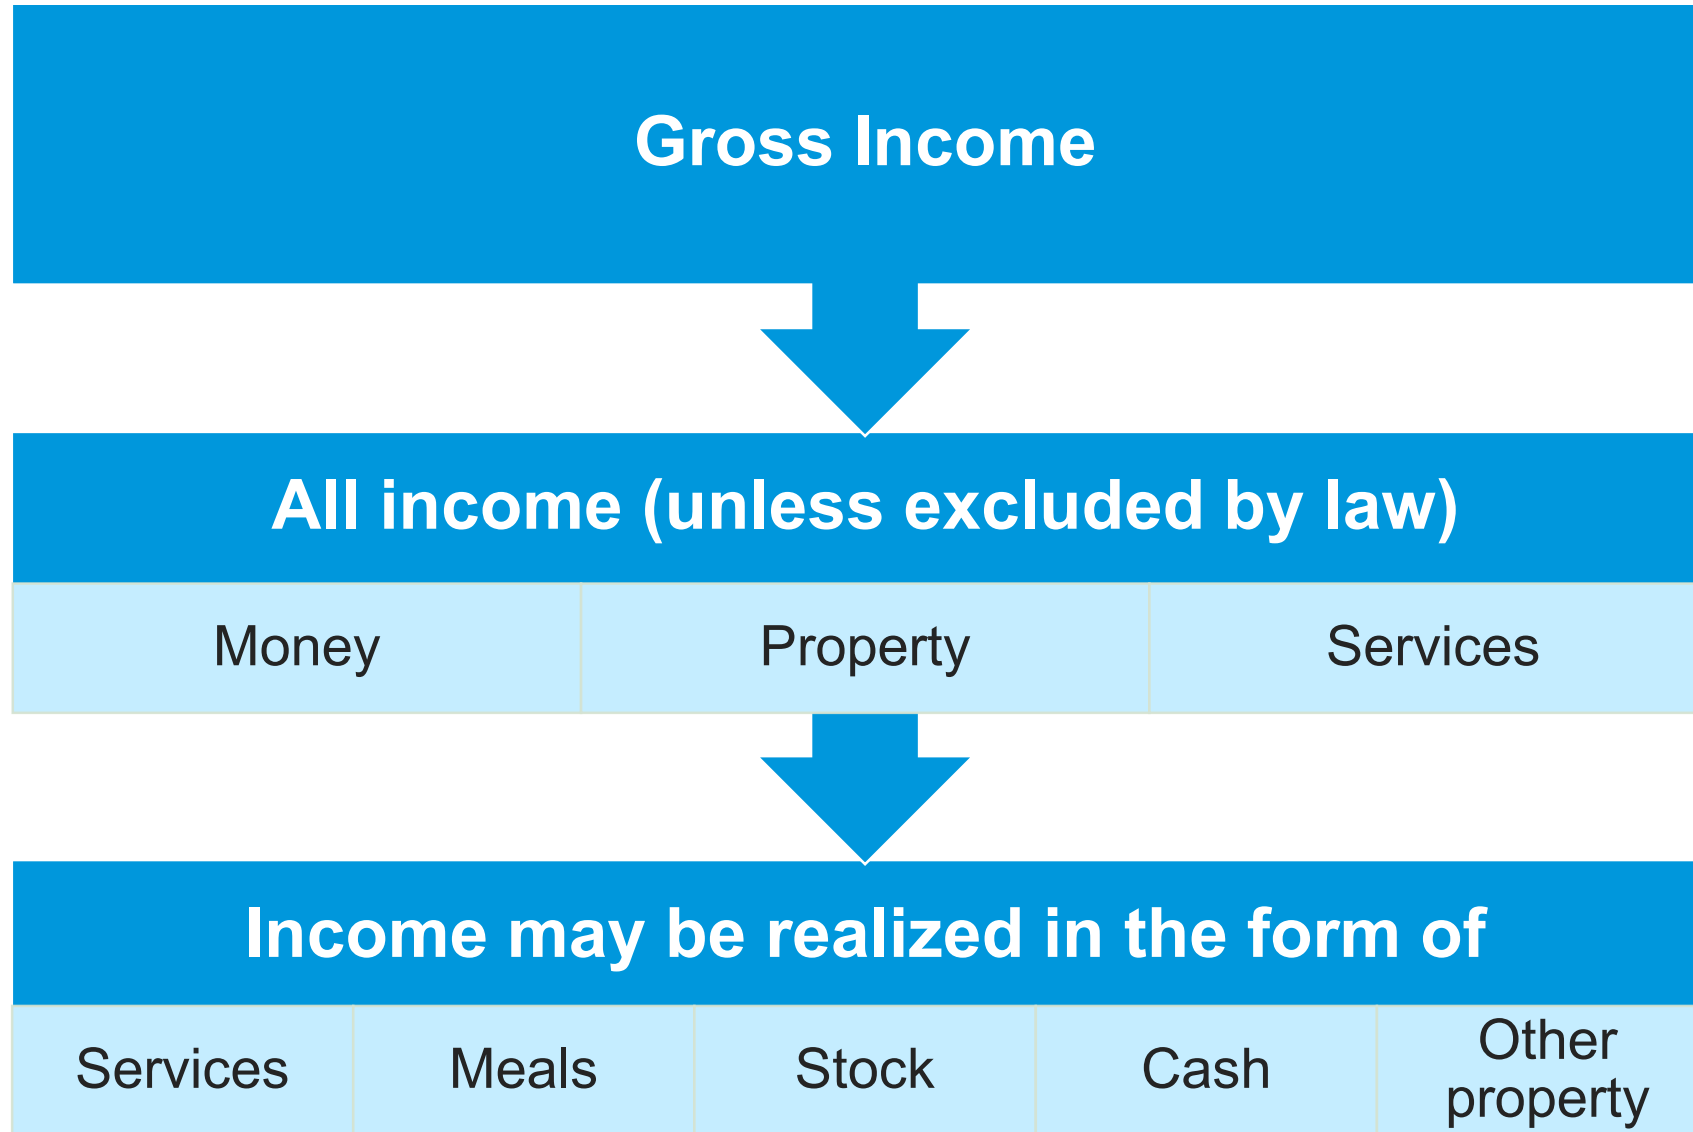 Gross Income
All income (unless excluded by law)
Money
Property
Services
Income may be realized in the form of
Services
Meals
Stock
Cash
Other
property